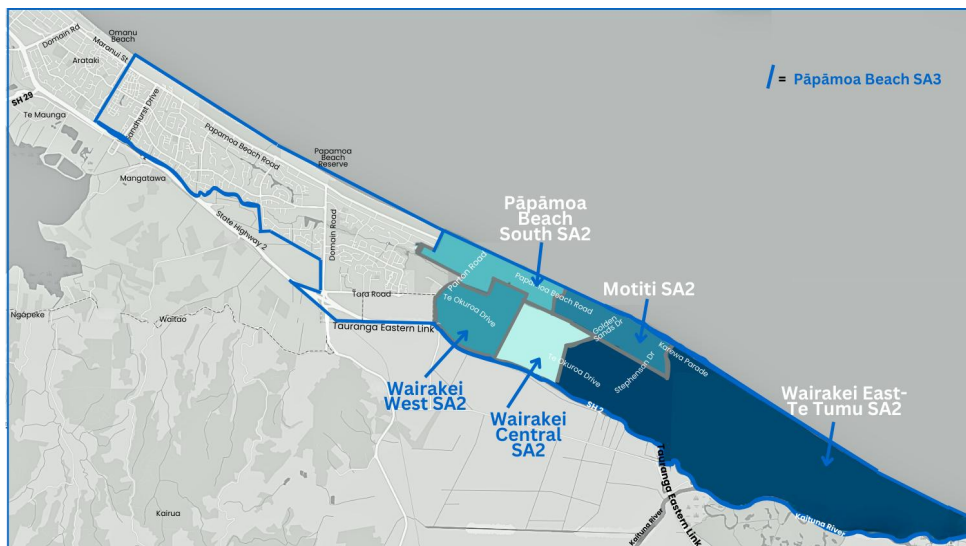 Omanu
Beach
Domain Rd
Maranui St
Arataki
SH 29
Te Maunga
Sandhurst Drive
/ = Pāpāmoa Beach SA3
Papamoa Beach Road
Papamoa
Beach
Reserve
Mangatawa
State Highway 2
Domain Road
Pāpāmoa
Beach
South SA2
Parton Road
Papamoa Beach Road
Motiti SA2
Tara Road
Te Okuroa Drive
Ngāpeke
Waitao
Tauranga Eastern Link
Golden
Sands Dr
Karewa Parade
Te Okuroa Drive
Stephenson Dr
Wairakei
West SA2
Wairakei
Central
SA2
SH 2
Wairakei East-
Te Tumu SA2
Tauranga Eastern Link
Kairua
Kaituna River
Kaituna River